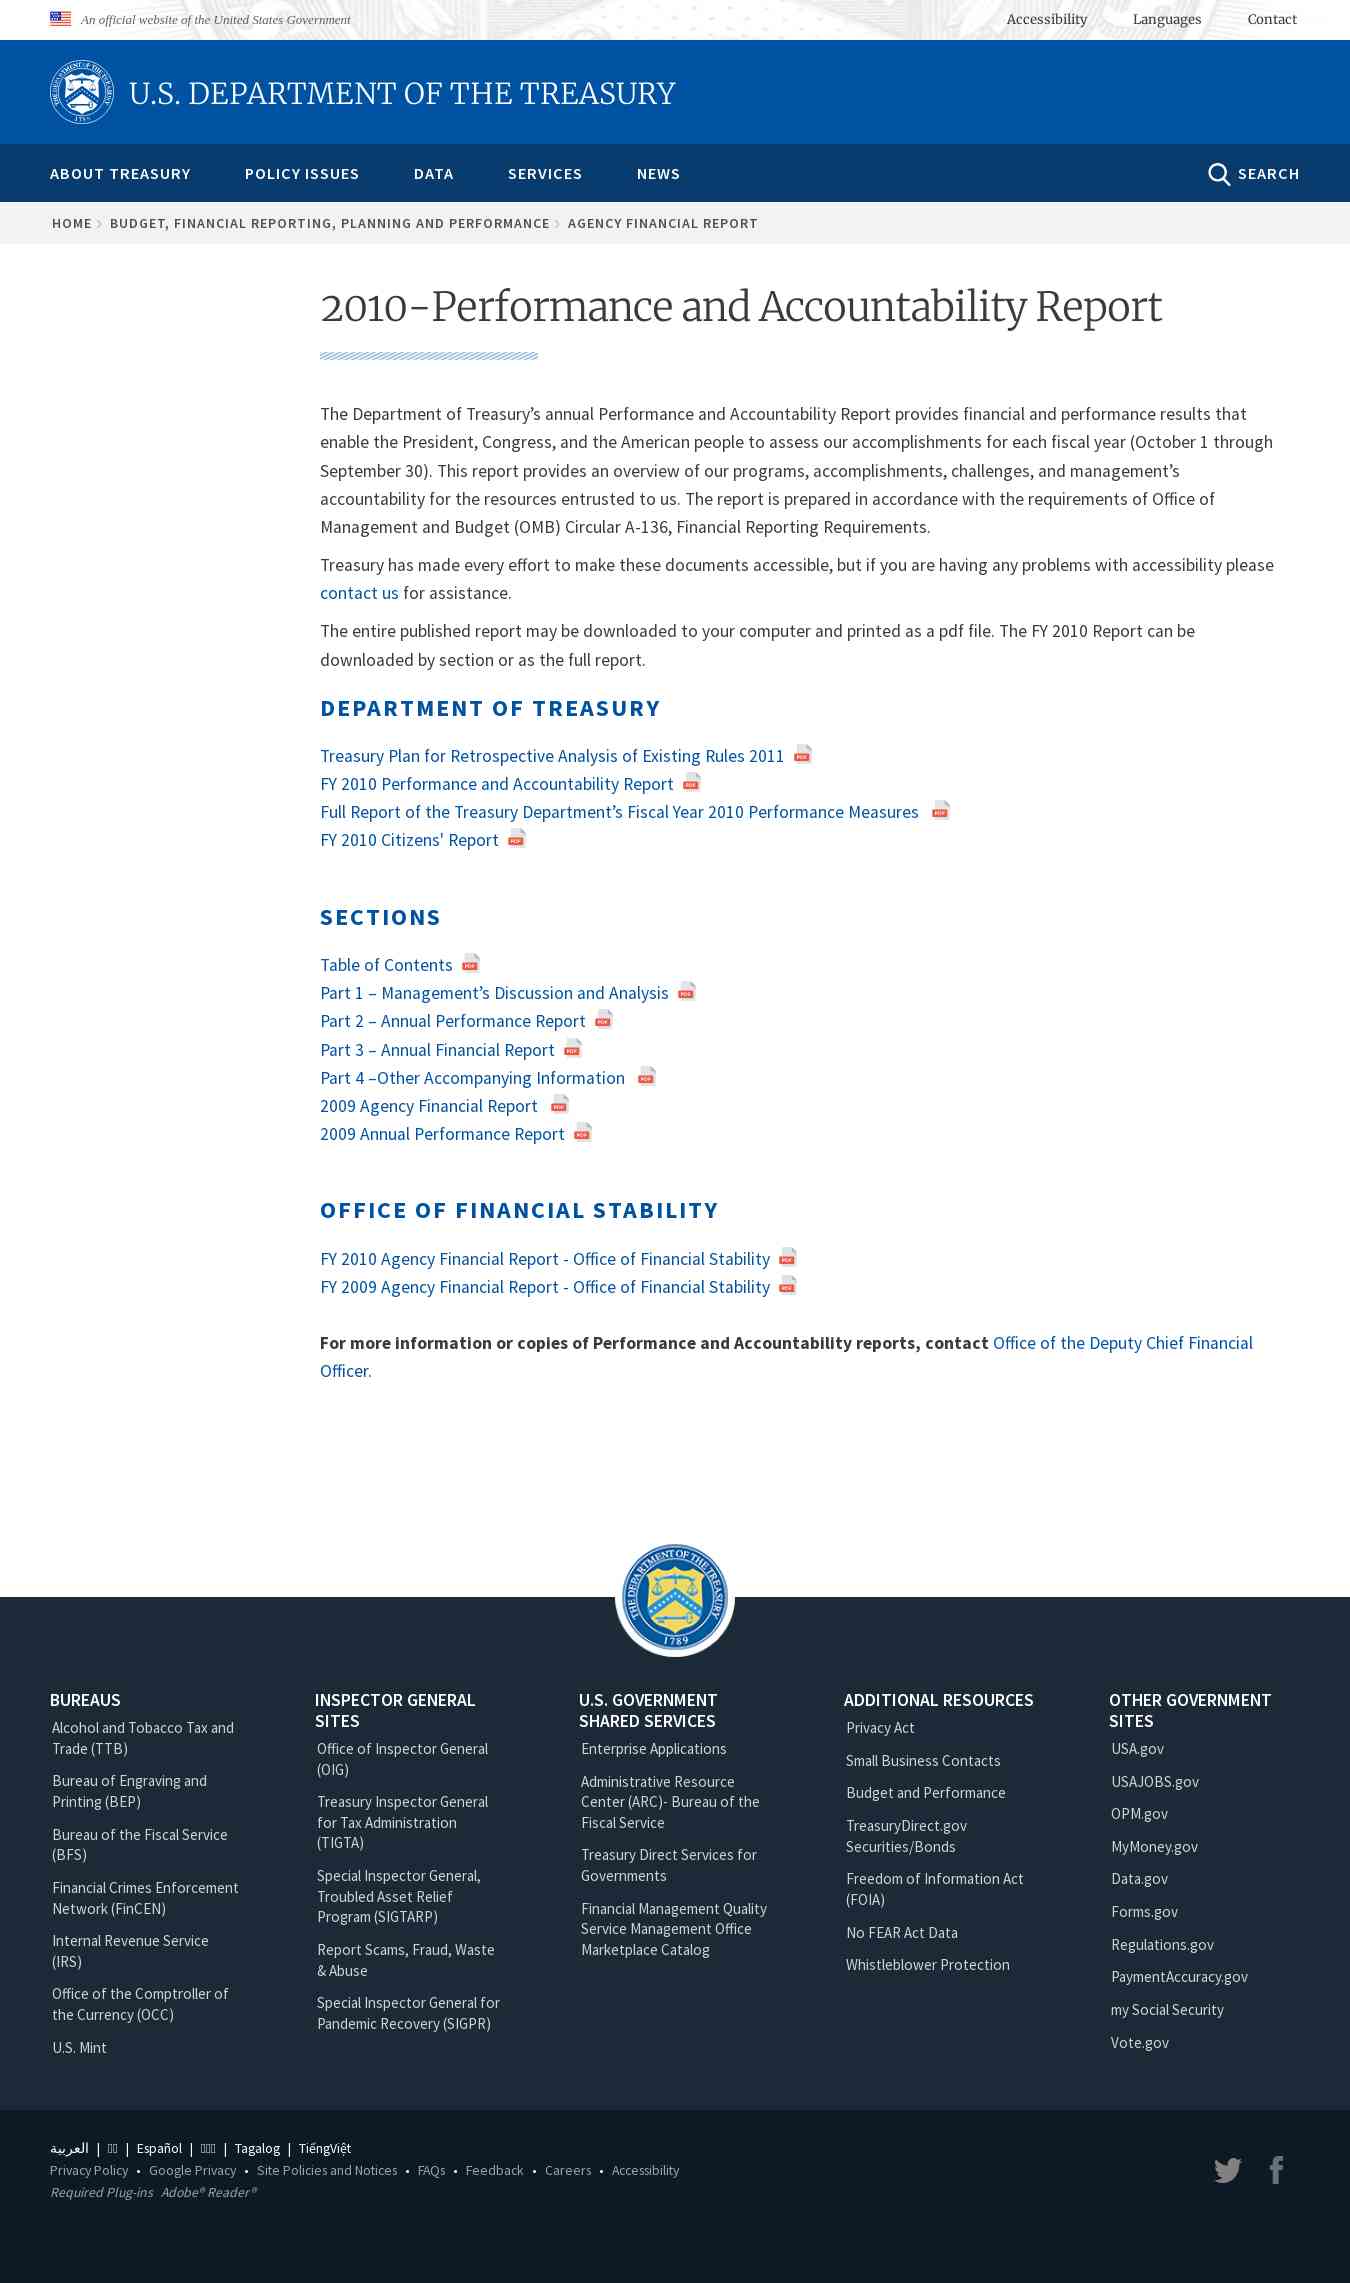 An official website of the United States Government
Accessibility Languages Contact
U.S. DEPARTMENT OF THE TREASURY
ABOUT TREASURY POLICY ISSUES DATA SERVICES NEWS SEARCH
HOME BUDGET, FINANCIAL REPORTING, PLANNING AND PERFORMANCE AGENCY FINANCIAL REPORT
2010-Performance and Accountability Report
The Department of Treasury’s annual Performance and Accountability Report provides financial and performance results that
enable the President, Congress, and the American people to assess our accomplishments for each fiscal year (October 1 through
September 30). This report provides an overview of our programs, accomplishments, challenges, and management’s
accountability for the resources entrusted to us. The report is prepared in accordance with the requirements of Office of
Management and Budget (OMB) Circular A-136, Financial Reporting Requirements.
Treasury has made every effort to make these documents accessible, but if you are having any problems with accessibility please
contact us for assistance.
The entire published report may be downloaded to your computer and printed as a pdf file. The FY 2010 Report can be
downloaded by section or as the full report.
DEPARTMENT OF TREASURY
Treasury Plan for Retrospective Analysis of Existing Rules 2011 PDF
FY 2010 Performance and Accountability Report PDF
Full Report of the Treasury Department’s Fiscal Year 2010 Performance Measures PDF
FY 2010 Citizens' Report PDF
SECTIONS
Table of Contents PDF
Part 1 – Management’s Discussion and Analysis PDF
Part 2 – Annual Performance Report PDF
Part 3 – Annual Financial Report PDF
Part 4 –Other Accompanying Information PDF
2009 Agency Financial Report PDF
2009 Annual Performance Report PDF
OFFICE OF FINANCIAL STABILITY
FY 2010 Agency Financial Report - Office of Financial Stability PDF
FY 2009 Agency Financial Report - Office of Financial Stability PDF
For more information or copies of Performance and Accountability reports, contact Office of the Deputy Chief Financial
Officer.
THE DEPARTMENT OF THE TREASURY
1789
BUREAUS
Alcohol and Tobacco Tax and
Trade (TTB)
Bureau of Engraving and
Printing (BEP)
Bureau of the Fiscal Service
(BFS)
Financial Crimes Enforcement
Network (FinCEN)
Internal Revenue Service
(IRS)
Office of the Comptroller of
the Currency (OCC)
U.S. Mint
INSPECTOR GENERAL
SITES
Office of Inspector General
(OIG)
Treasury Inspector General
for Tax Administration
(TIGTA)
Special Inspector General,
Troubled Asset Relief
Program (SIGTARP)
Report Scams, Fraud, Waste
& Abuse
Special Inspector General for
Pandemic Recovery (SIGPR)
U.S. GOVERNMENT
SHARED SERVICES
Enterprise Applications
Administrative Resource
Center (ARC)- Bureau of the
Fiscal Service
Treasury Direct Services for
Governments
Financial Management Quality
Service Management Office
Marketplace Catalog
ADDITIONAL RESOURCES
Privacy Act
Small Business Contacts
Budget and Performance
TreasuryDirect.gov
Securities/Bonds
Freedom of Information Act
(FOIA)
No FEAR Act Data
Whistleblower Protection
OTHER GOVERNMENT
SITES
USA.gov
USAJOBS.gov
OPM.gov
MyMoney.gov
Data.gov
Forms.gov
Regulations.gov
PaymentAccuracy.gov
my Social Security
Vote.gov
العربية | | Español | | Tagalog | TiếngViệt
Privacy Policy • Google Privacy • Site Policies and Notices • FAQs • Feedback • Careers • Accessibility
Required Plug-ins Adobe® Reader®